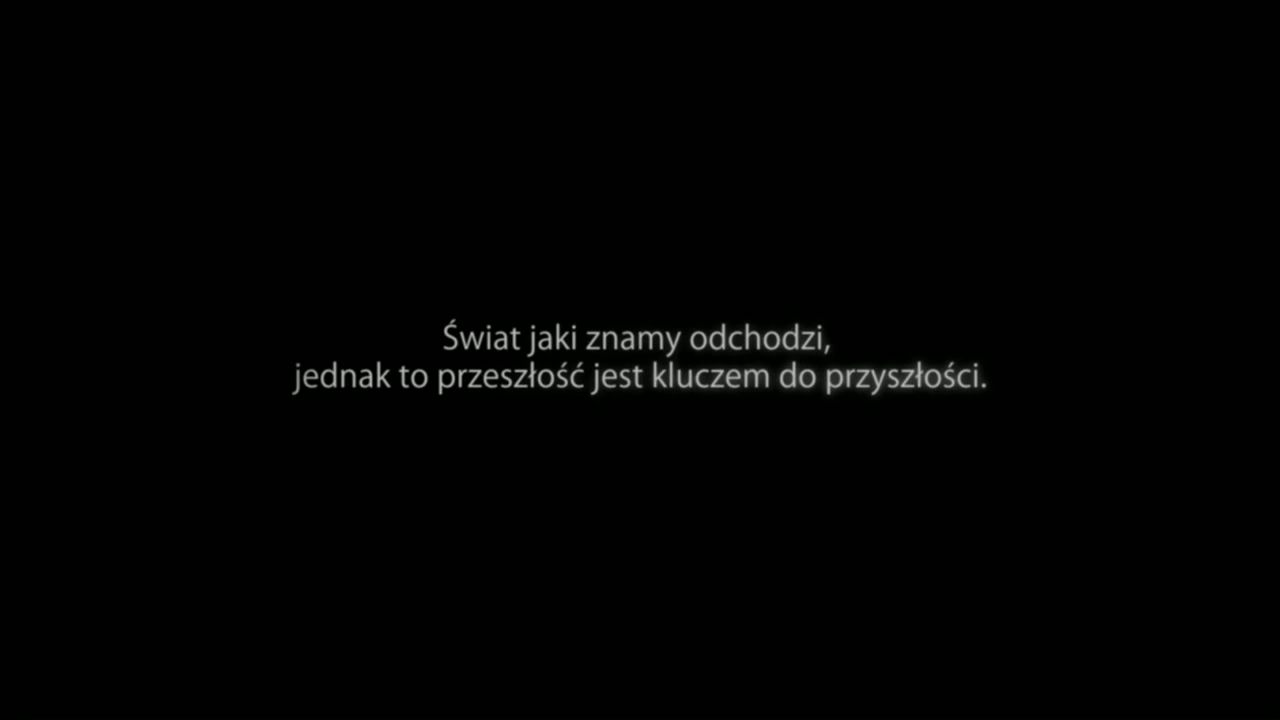 Świat jaki znamy odchodzi,
jednak to przeszłość jest kluczem do przyszłości.